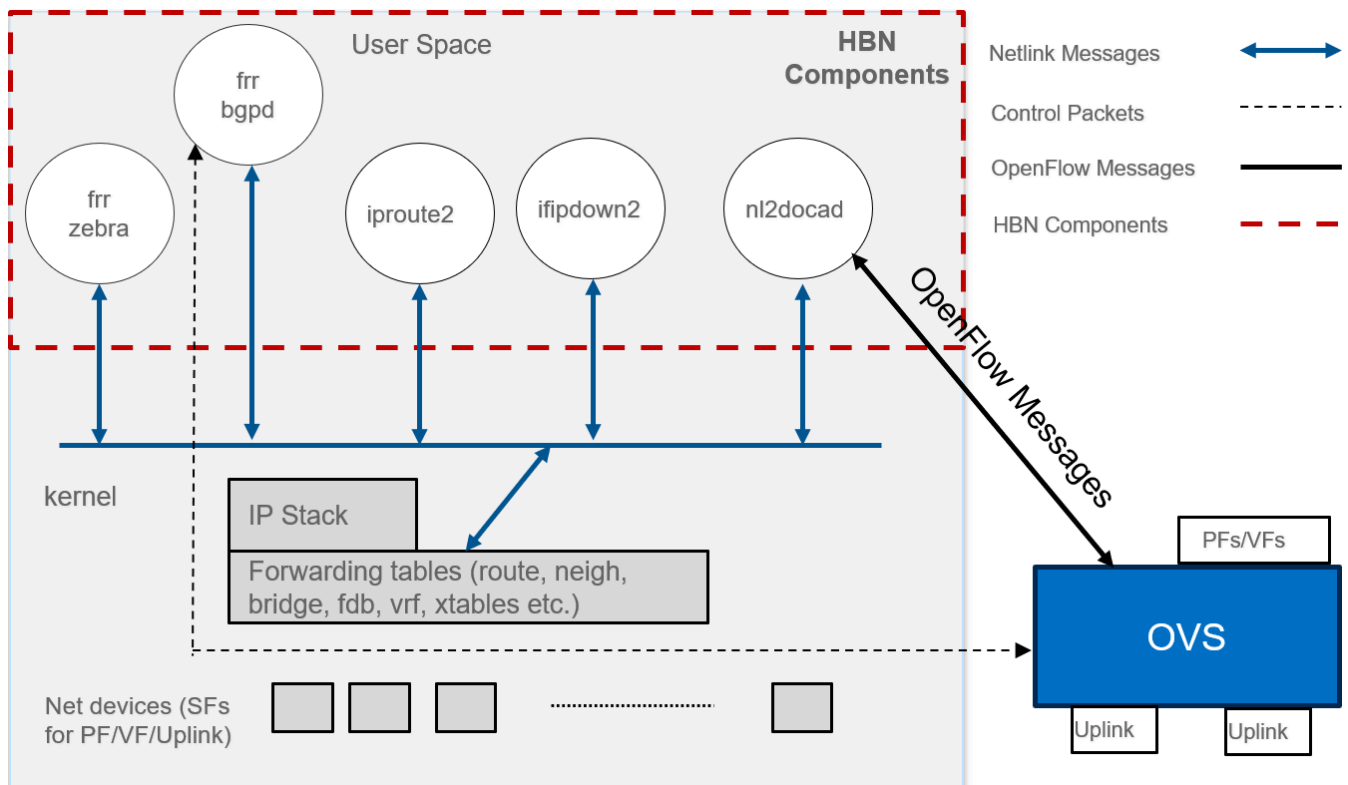 User Space
HBN
Components
frr
bgpd
frr
zebra
iproute2
ifipdown2
nl2docad
Netlink Messages
Control Packets
OpenFlow Messages
HBN Components
OpenFlow Messages
kernel
IP Stack
Forwarding tables (route, neigh,
bridge, fdb, vrf, xtables etc.)
PFs/VFs
OVS
Uplink
Uplink
Net devices (SFs
for PF/VF/Uplink)